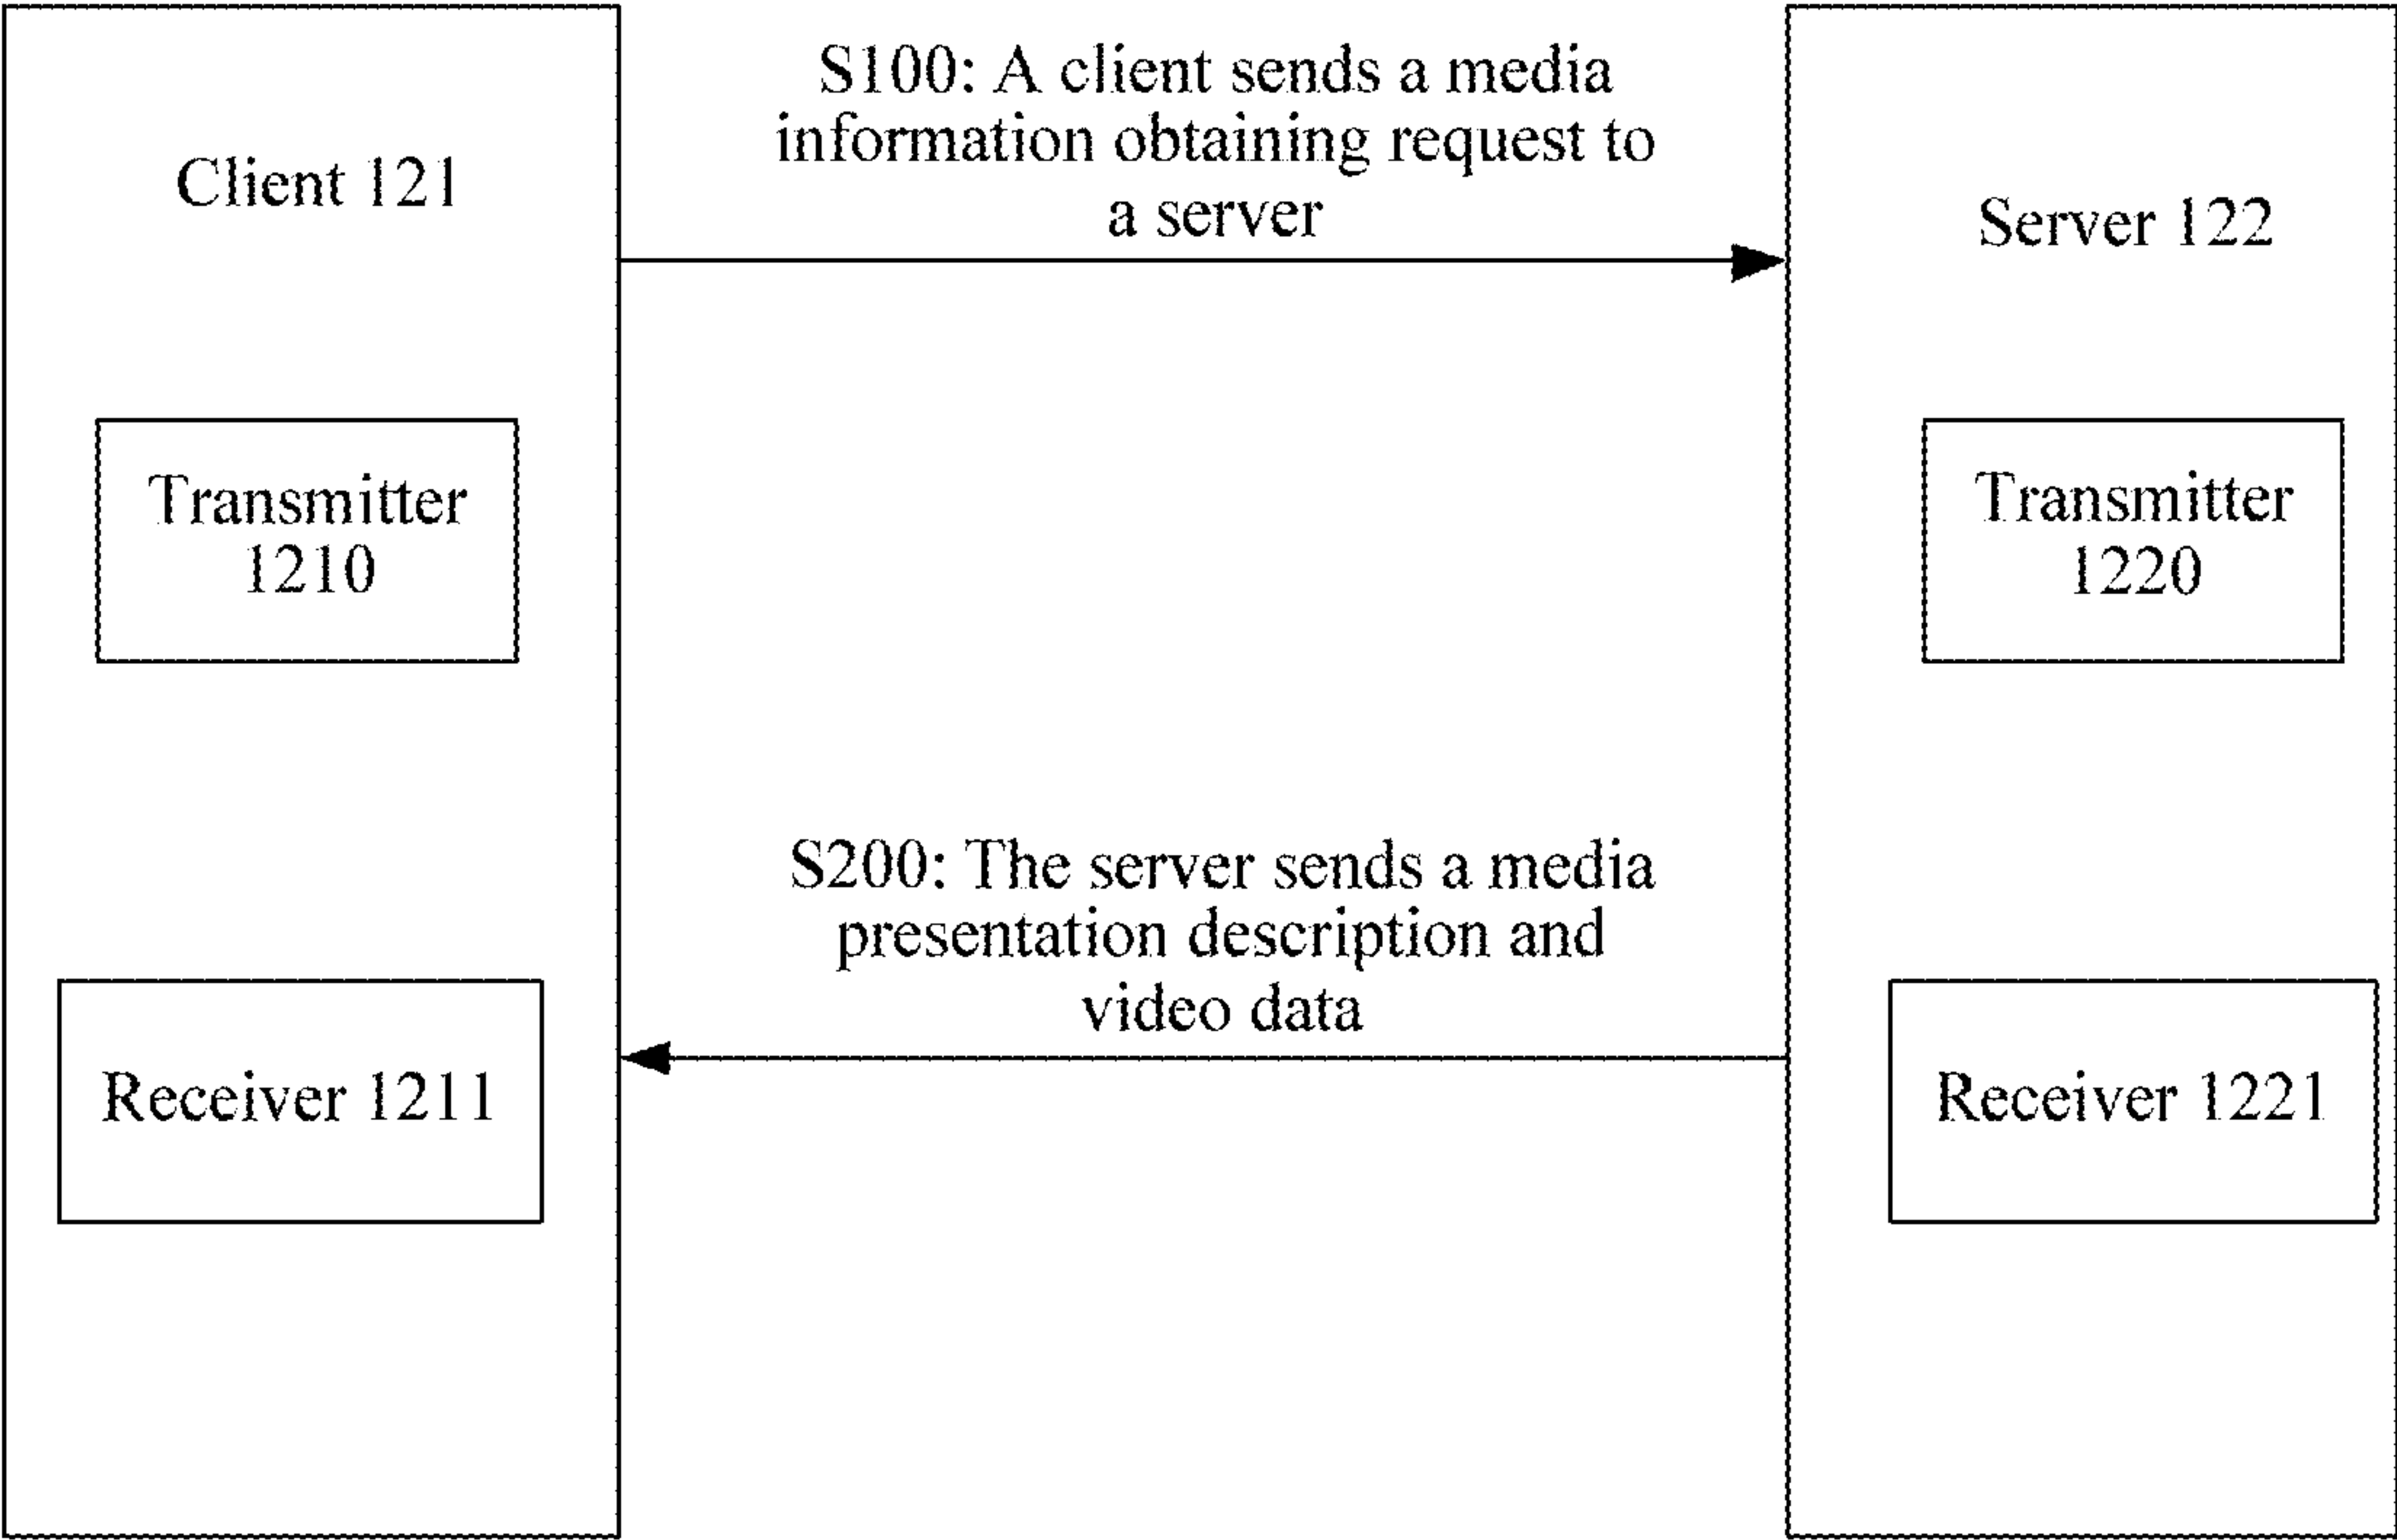 Client 121
S100: A client sends a media
information obtaining request to
a server
Server 122
Transmitter
1210
Transmitter
1220
S200: The server sends a media
presentation description and
video data
Receiver 1211
Receiver 1221